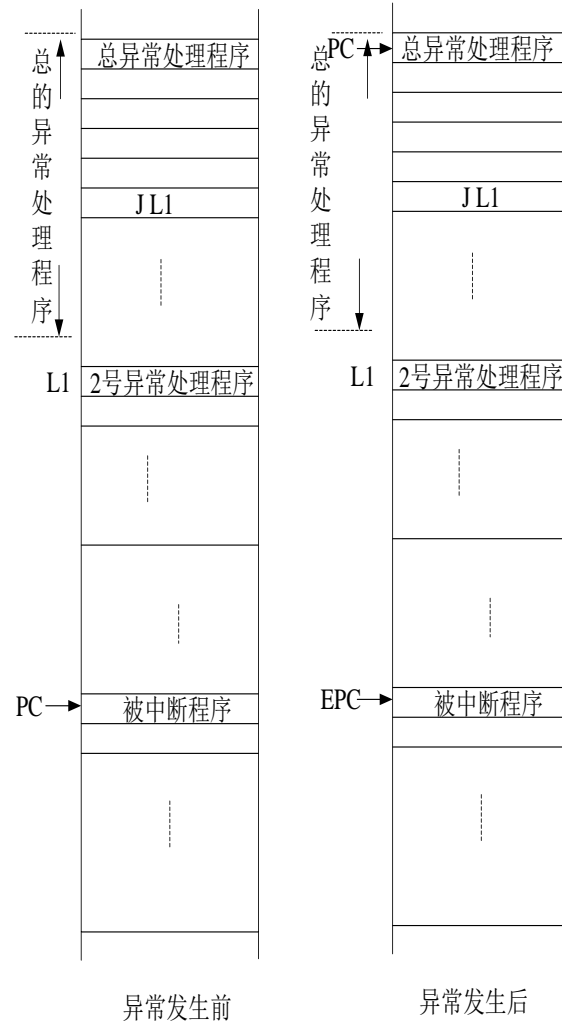 总的异常处理程序
总异常处理程序
J L1
L1
2号异常处理程序
PC
被中断程序
异常发生前
总的异常处理程序
PC
总异常处理程序
J L1
L1
2号异常处理程序
EPC
被中断程序
异常发生后